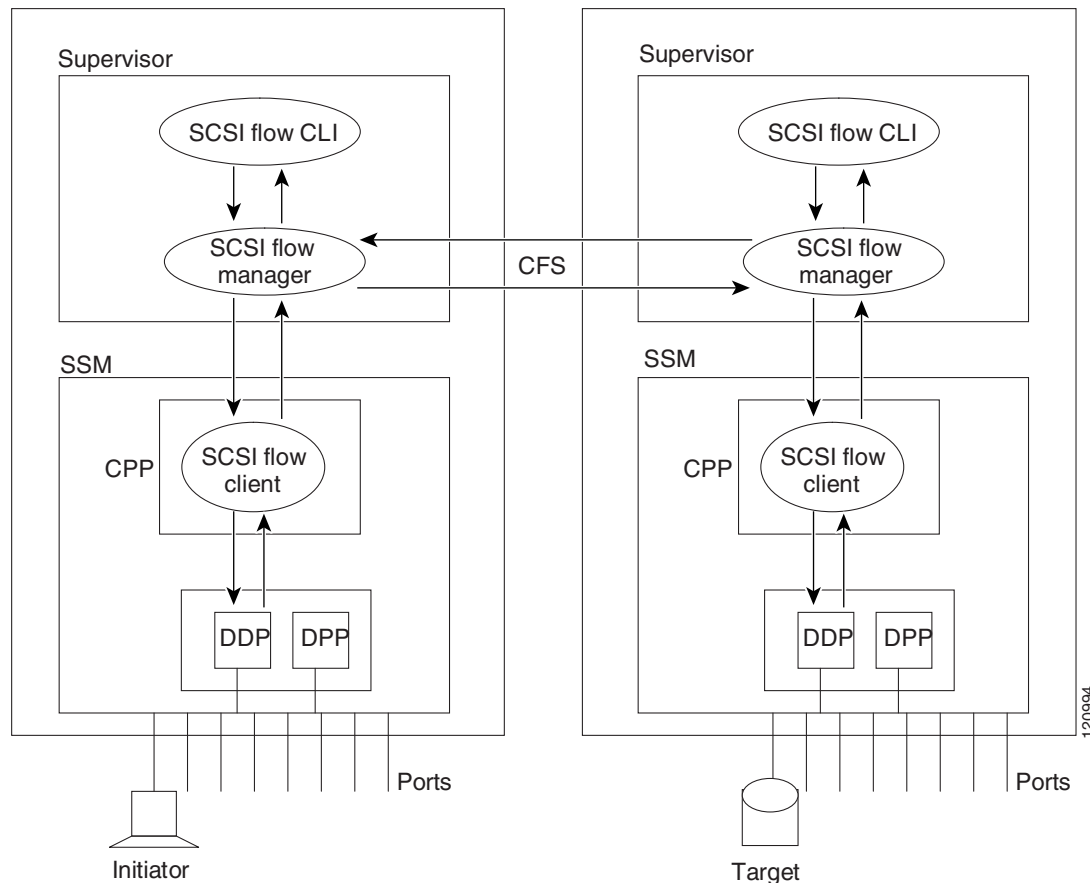 Supervisor
SCSI flow CLI
SCSI flow
manager
SSM
CPP
SCSI flow
client
DDP
DPP
Ports
Initiator
CFS
Supervisor
SCSI flow CLI
SCSI flow
manager
SSM
CPP
SCSI flow
client
DDP
DPP
Ports
Target
120994